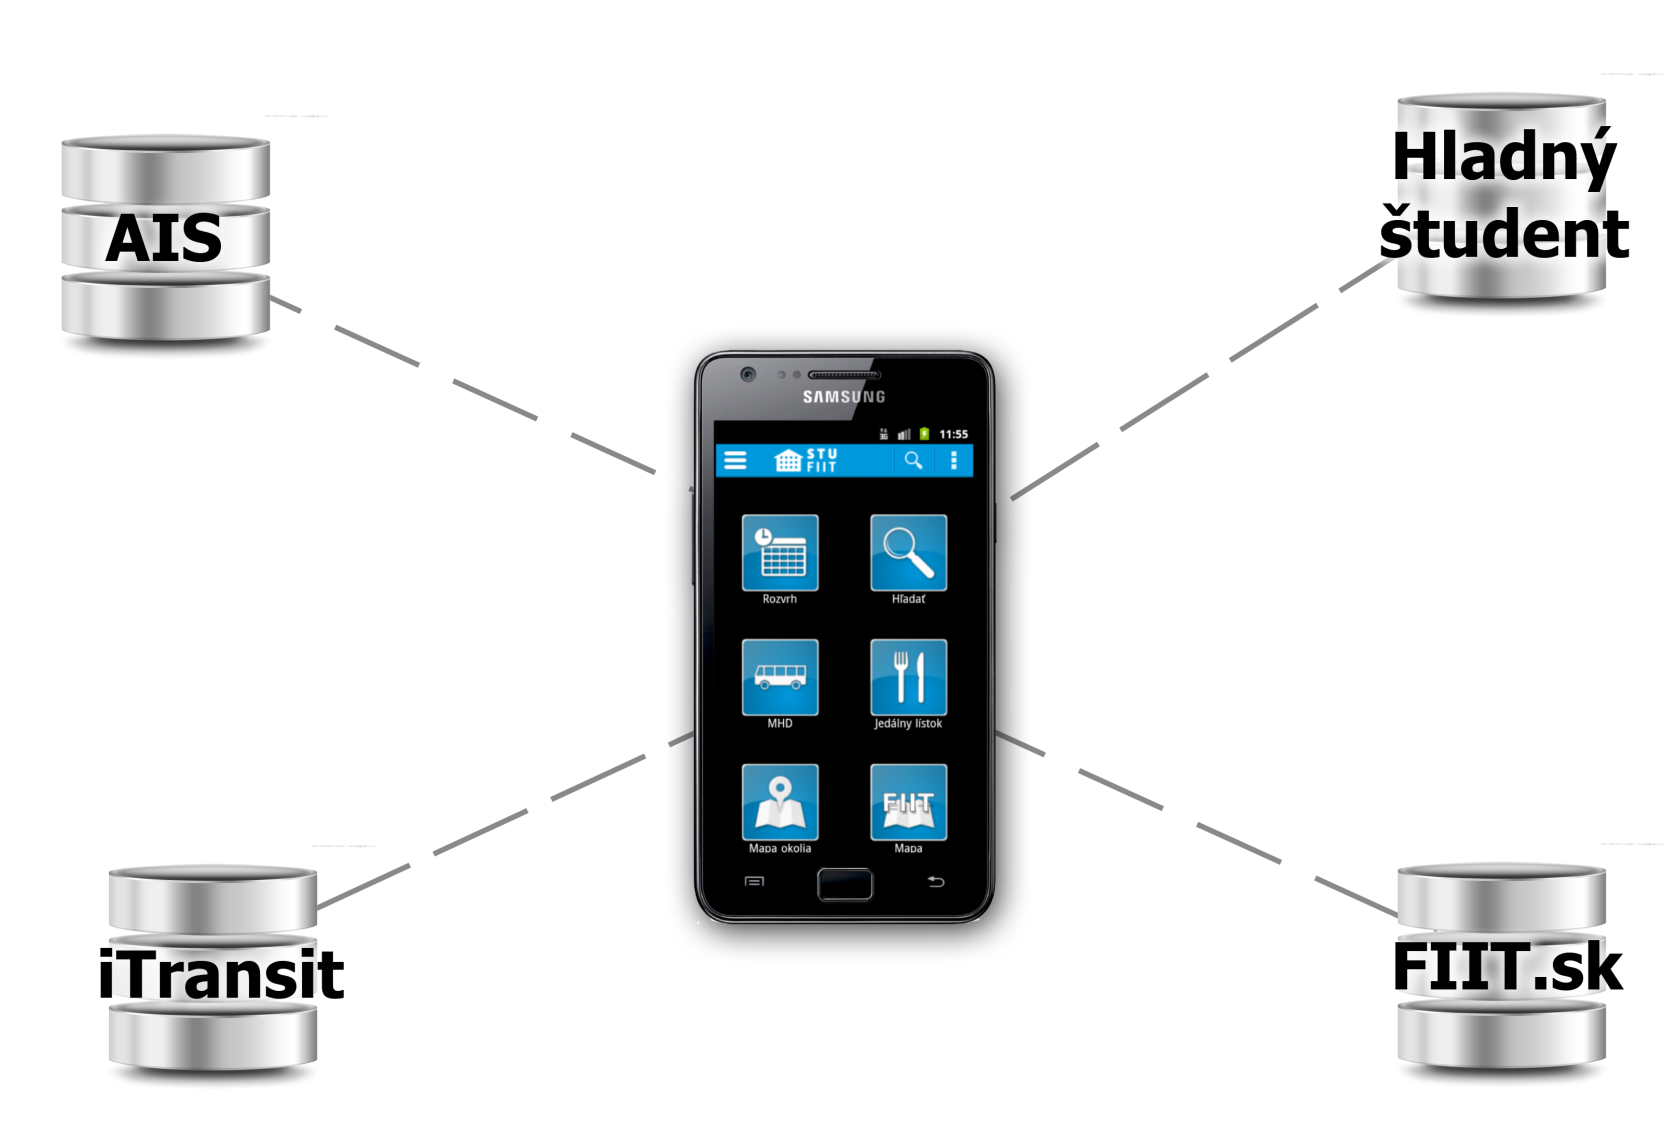 AIS
Hladný
študent
SAMSUNG
3G
11:55
STU
FIIT
Rozvrh
Hľadať
MHD
Jedálny lístok
FIIT
Mapa okolia
Mapa
iTransit
FIIT.sk